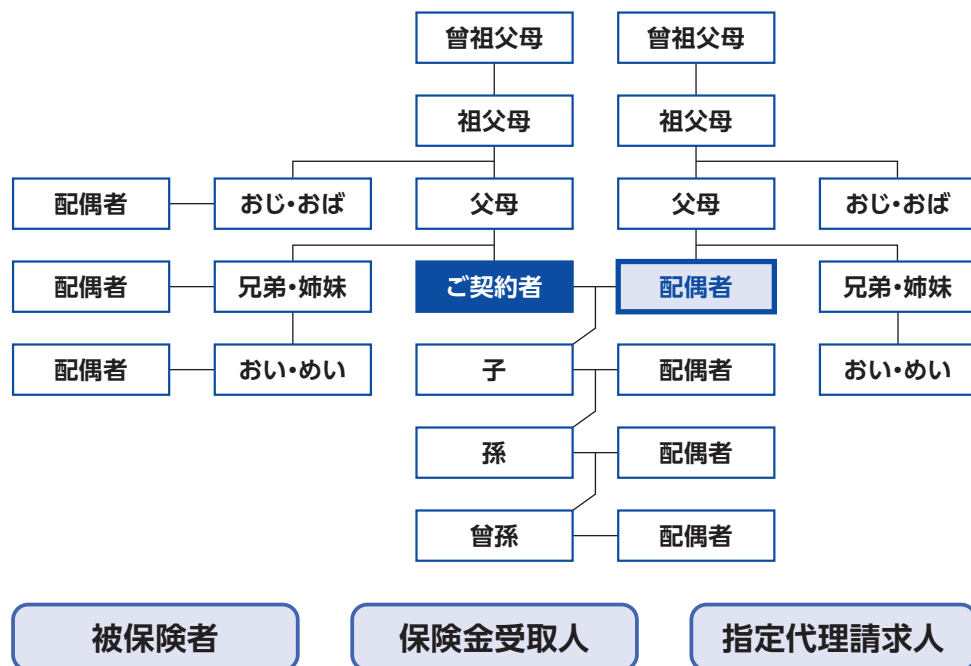 曾祖父母 曾祖父母
祖父母 祖父母
配偶者 おじ・おば 父母 父母 おじ・おば
配偶者 兄弟・姉妹 ご契約者 配偶者 兄弟・姉妹
配偶者 おい・めい 子 配偶者 おい・めい
孫 配偶者
曾孫 配偶者
被保険者 保険金受取人 指定代理請求人